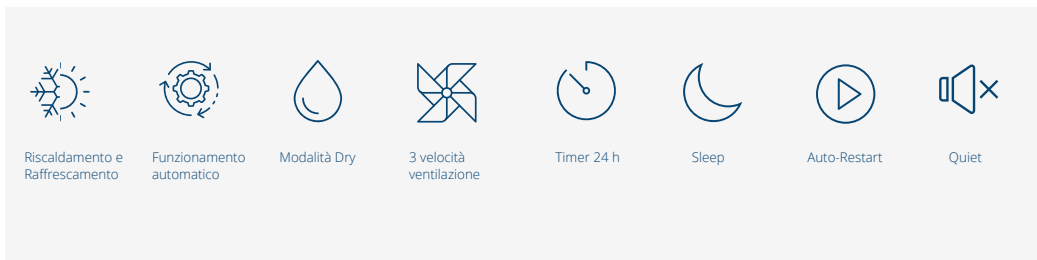 Riscaldamento e
Raffrescamento
Funzionamento
automatico
Modalità Dry
3 velocità
ventilazione
Timer 24 h
Sleep
Auto-Restart
Quiet